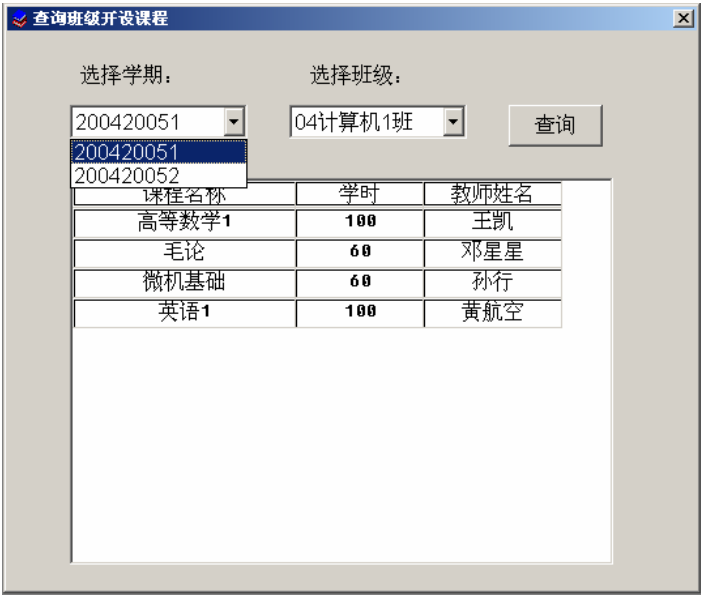 查询班级开设课程
选择学期: 选择班级:
200420051 04计算机1班 查询
200420051
200420052
课程名称 学时 教师姓名
高等数学1 100 王凯
毛论 60 邓星星
微机基础 60 孙行
英语1 100 黄航空